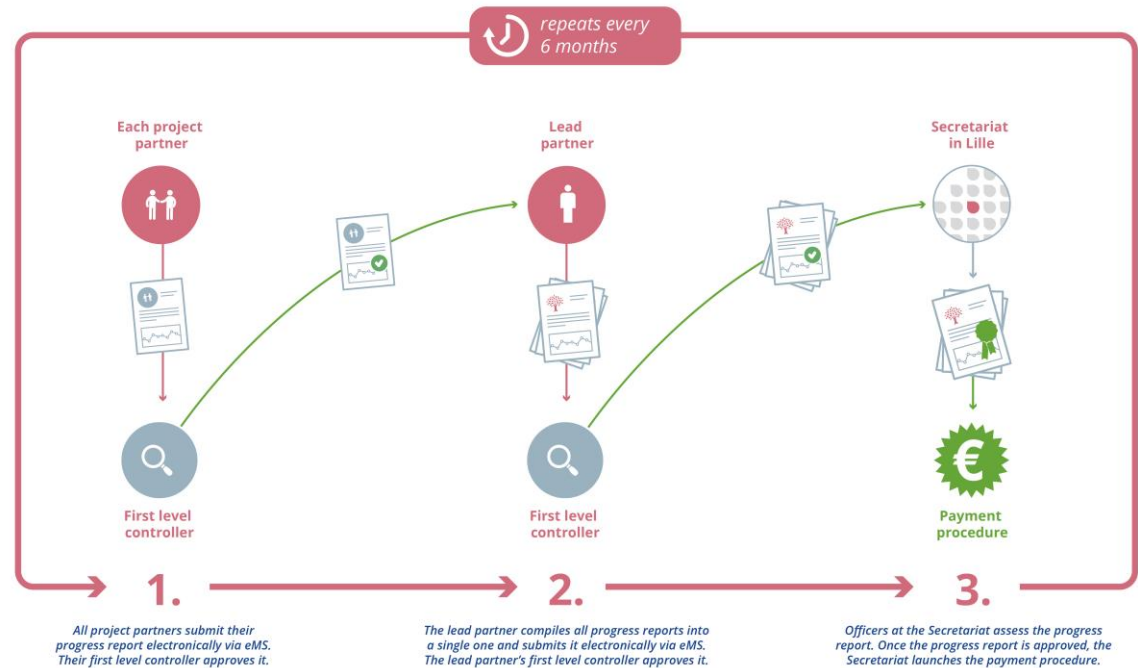 repeats every
6 months
Each project
partner
Lead
partner
Secretariat
in Lille
First level
controller
First level
controller
€
Payment
procedure
1.
2.
3.
All project partners submit their
progress report electronically via eMS.
Their first level controller approves it.
The lead partner compiles all progress reports into
a single one and submits it electronically via eMS.
The lead partner's first level controller approves it.
Officers at the Secretariat assess the progress
report. Once the progress report is approved, the
Secretariat launches the payment procedure.